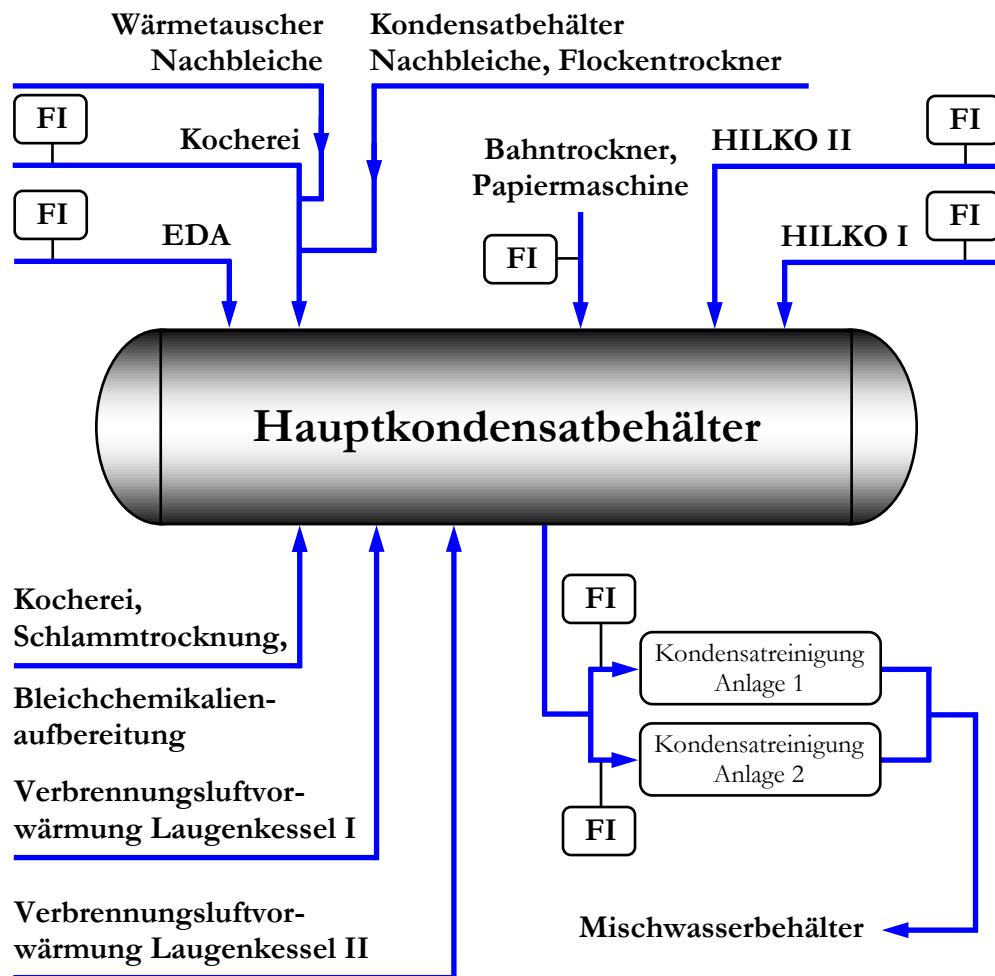 Wärmetauscher
Nachbleiche
Kondensatbehälter
Nachbleiche, Flockentrockner
FI
Kocherei
FI
EDA
Bahntrockner,
Papiermaschine
FI
HILKO II
FI
HILKO I
FI
Hauptkondensatbehälter
Kocherei,
Schlammtrocknung,
Bleichchemikalien-
aufbereitung
Verbrennungsluftvor-
wärmung Laugenkessel I
Verbrennungsluftvor-
wärmung Laugenkessel II
FI
Kondensatreinigung
Anlage 1
Kondensatreinigung
Anlage 2
FI
Mischwasserbehälter